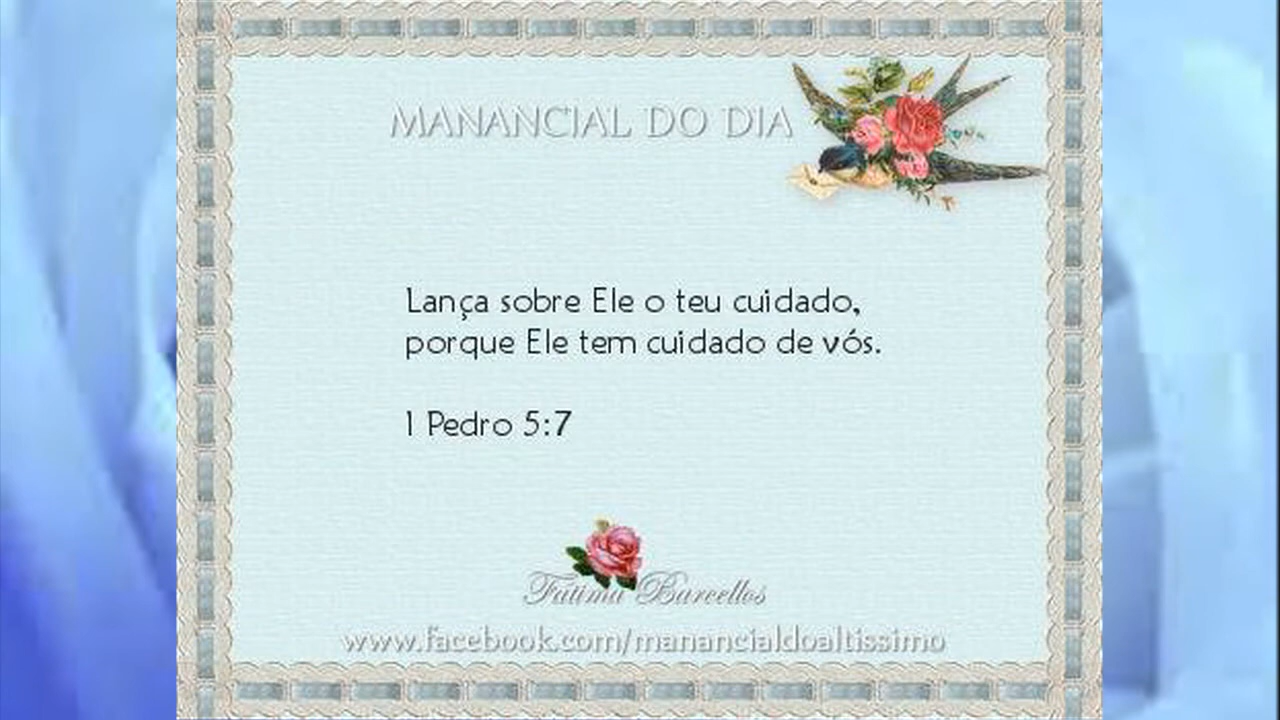 MANANCIAL DO DIA
Lança sobre Ele o teu cuidado,
porque Ele tem cuidado de vós.
1 Pedro 5:7
Fatima Barcellos
www.facebook.com/manancialdoaltissimo